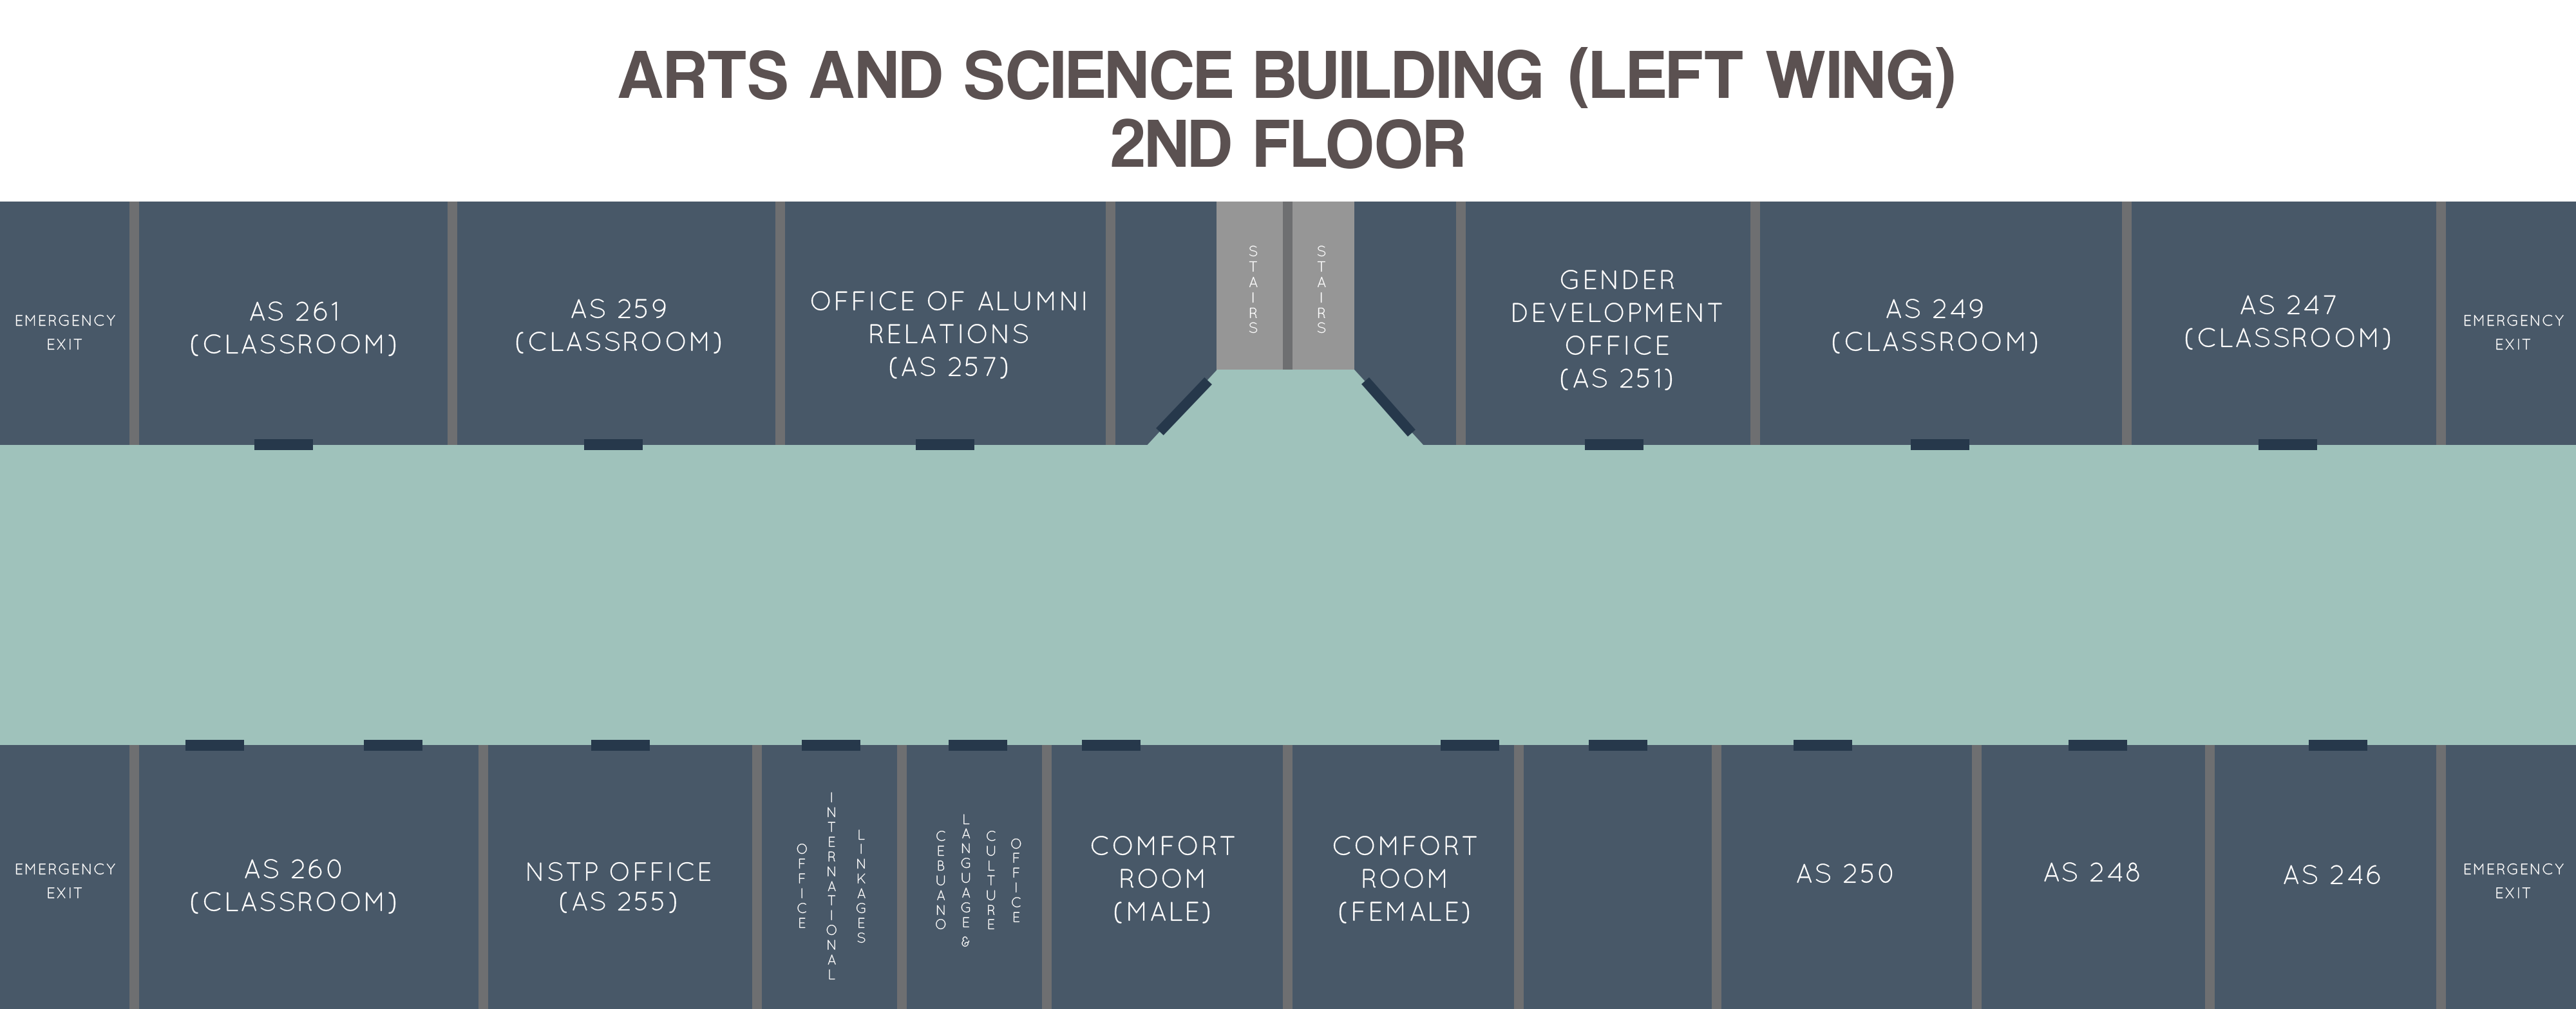 ARTS AND SCIENCE BUILDING (LEFT WING)
2ND FLOOR
EMERGENCY
EXIT
AS 261
(CLASSROOM)
AS 259
(CLASSROOM)
OFFICE OF ALUMNI
RELATIONS
(AS 257)
STAIRS
STAIRS
GENDER
DEVELOPMENT
OFFICE
(AS 251)
AS 249
(CLASSROOM)
AS 247
(CLASSROOM)
EMERGENCY
EXIT
EMERGENCY
EXIT
AS 260
(CLASSROOM)
NSTP OFFICE
(AS 255)
OFFICE
INTERNATIONAL
LINKAGES
CEBUANO
LANGUAGE &
CULTURE
OFFICE
COMFORT
ROOM
(MALE)
COMFORT
ROOM
(FEMALE)
AS 250
AS 248
AS 246
EMERGENCY
EXIT